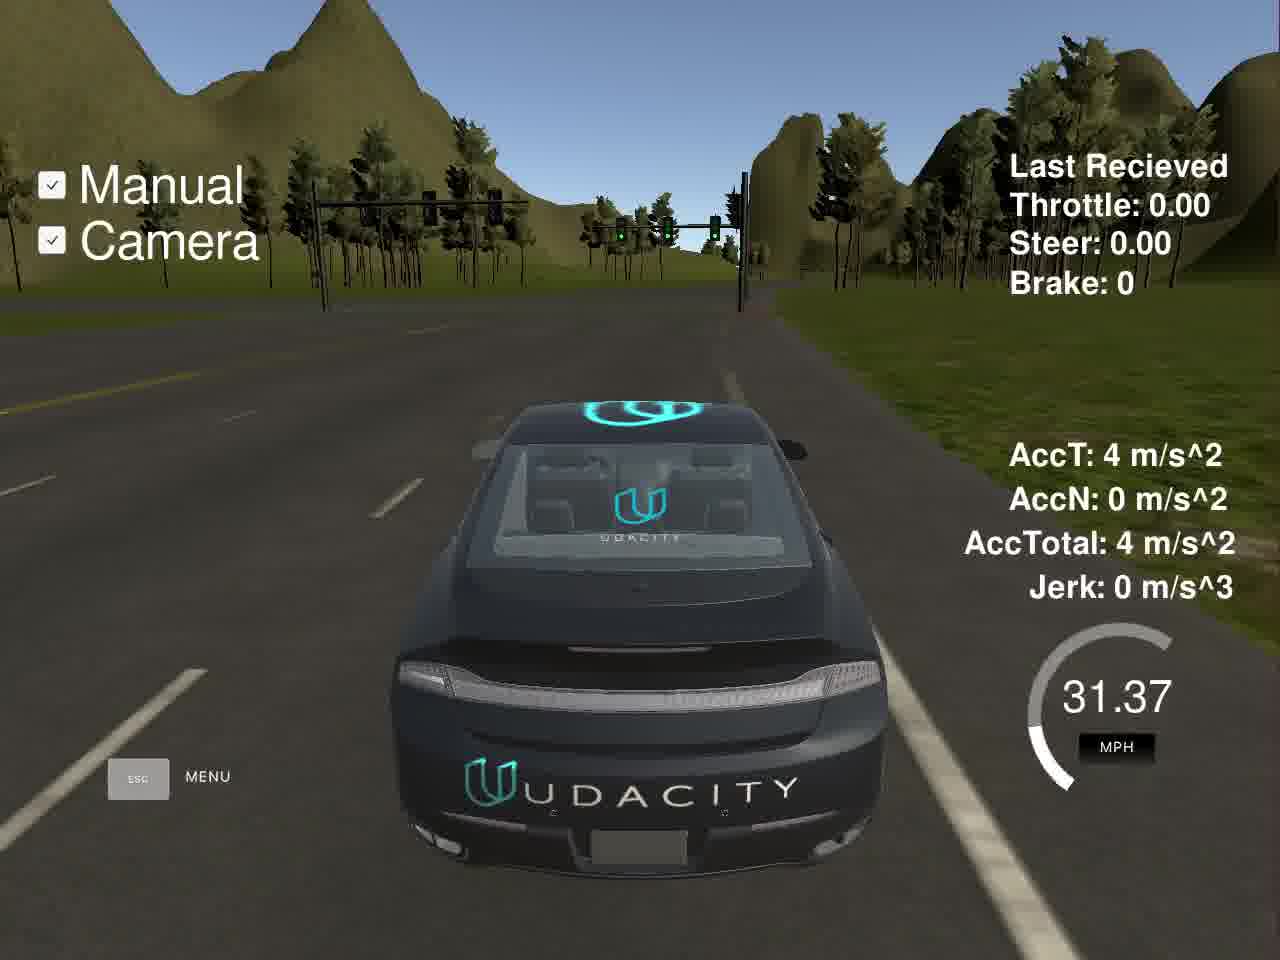 Manual
Camera
Last Recieved
Throttle: 0.00
Steer: 0.00
Brake: 0
AccT: 4 m/s^2
AccN: 0 m/s^2
AccTotal: 4 m/s^2
Jerk: 0 m/s^3
31.37
MPH
ESC MENU
UDACITY
UDACITY